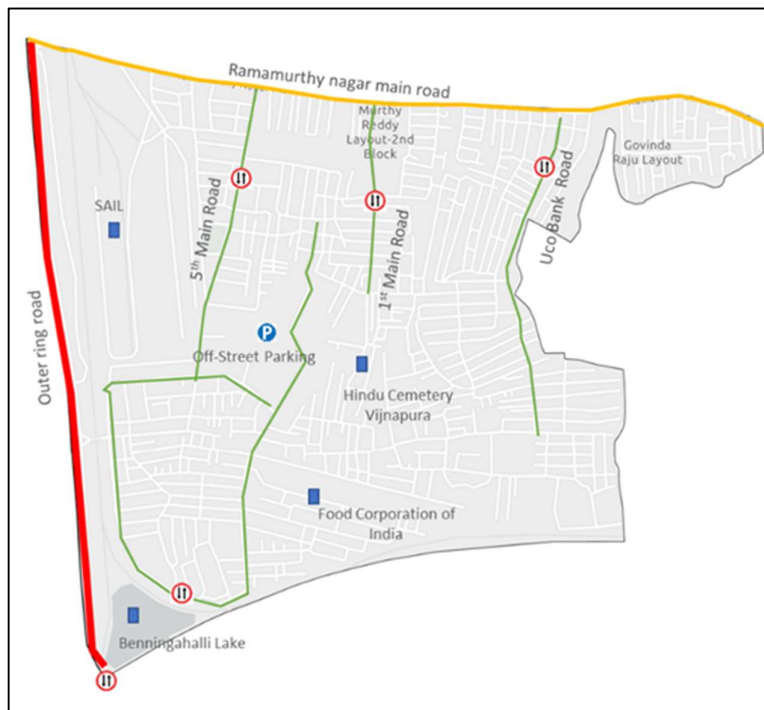 Ramamurthy nagar main road
Murthy
Reddy
Layout-2nd
Block
Govinda
Raju Layout
SAIL
5th Main Road
1st Main Road
Uco Bank Road
Outer ring road
P
Off-Street Parking
Hindu Cemetery
Vijnapura
Food Corporation of
India
Benningahalli Lake